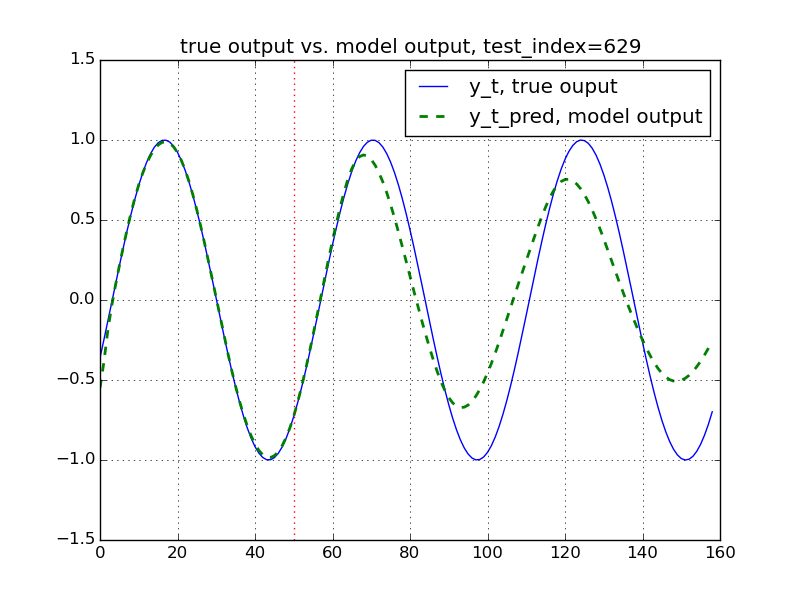 true output vs. model output, test_index=629
y_t, true ouput
y_t_pred, model output
1.5
1.0
0.5
0.0
−0.5
−1.0
−1.5
0 20 40 60 80 100 120 140 160